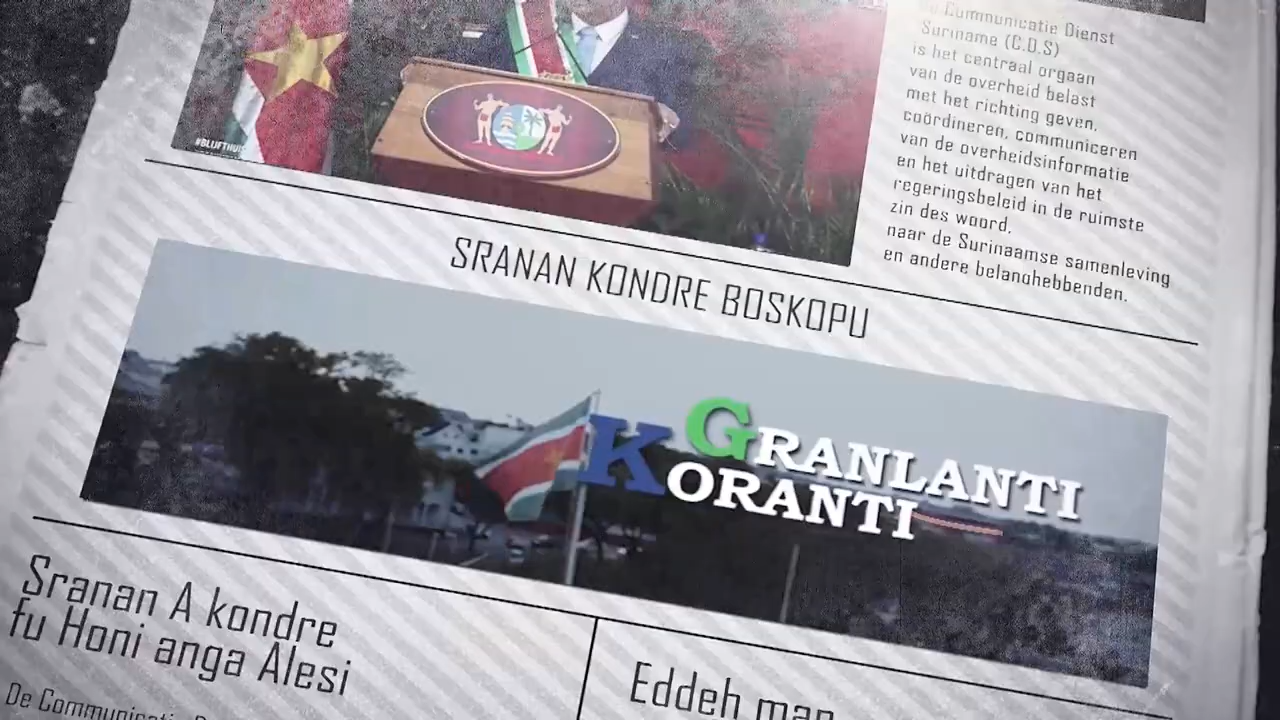 #BLUFTHUIS
Communicatie Dienst
Suriname (C.D.S)
is het centraal orgaan
van de overheid belast
met het richting geven,
coördineren, communiceren
van de overheidsinformatie
en het uitdragen van het
regeringsbeleid in de ruimste
zin des woord,
naar de Surinaamse samenleving
en andere belanghebbenden.
SRANAN KONDRE BOSKOPU
GRANLANTI
KORANTI
Sranan A kondre
fu Honi anga Alesi
Eddeh man
De Communicatie